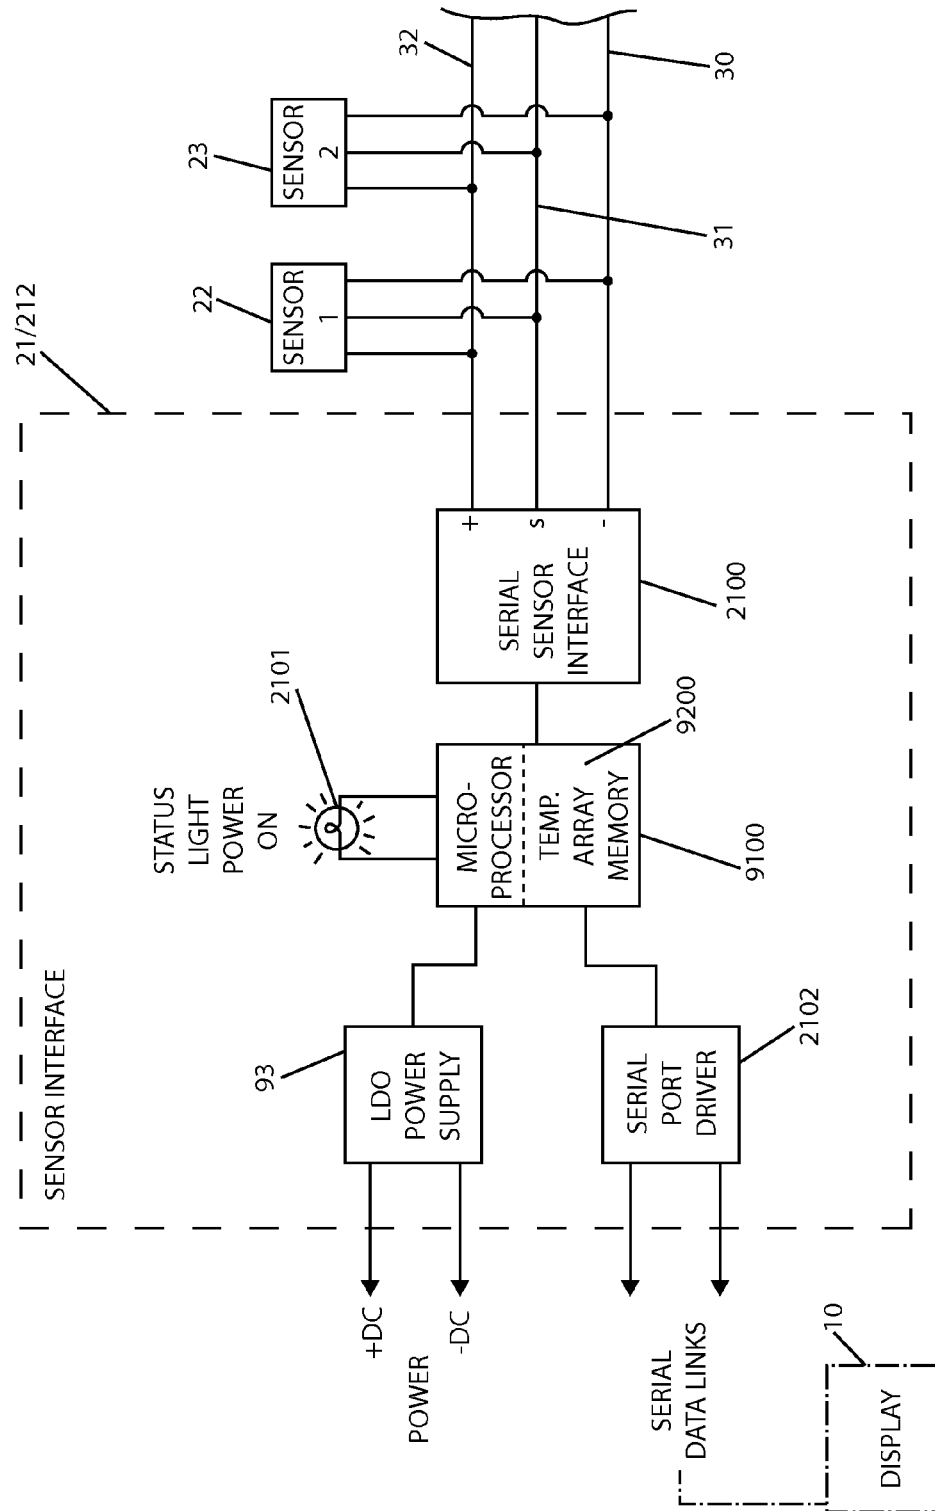 SENSOR INTERFACE
21/212
STATUS
LIGHT
POWER
ON
2101
22
SENSOR
1
23
SENSOR
2
32
30
31
+DC
-DC
POWER
93
LDO
POWER
SUPPLY
MICRO-
PROCESSOR
TEMP.
ARRAY
MEMORY
9200
9100
SERIAL
SENSOR
INTERFACE
+
s
-
2100
SERIAL
PORT
DRIVER
2102
SERIAL
DATA LINKS
10
DISPLAY